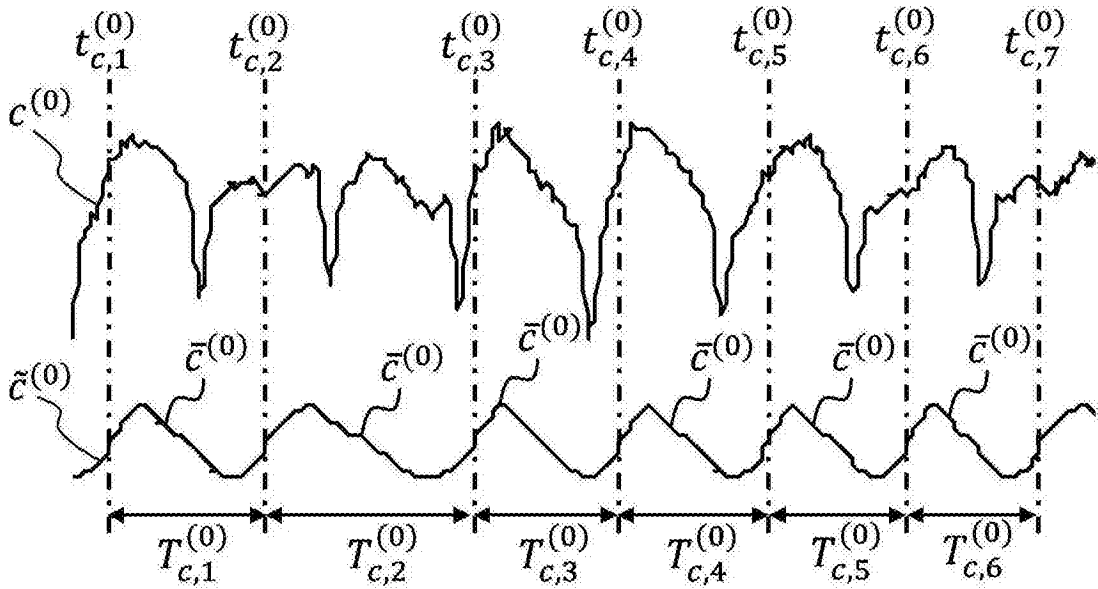 t_{c,1}^{(0)} t_{c,2}^{(0)} t_{c,3}^{(0)} t_{c,4}^{(0)} t_{c,5}^{(0)} t_{c,6}^{(0)} t_{c,7}^{(0)}
c^{(0)}
c̄^{(0)} c̄^{(0)} c̄^{(0)} c̄^{(0)} c̄^{(0)} c̄^{(0)}
c̃^{(0)}
T_{c,1}^{(0)} T_{c,2}^{(0)} T_{c,3}^{(0)} T_{c,4}^{(0)} T_{c,5}^{(0)} T_{c,6}^{(0)}